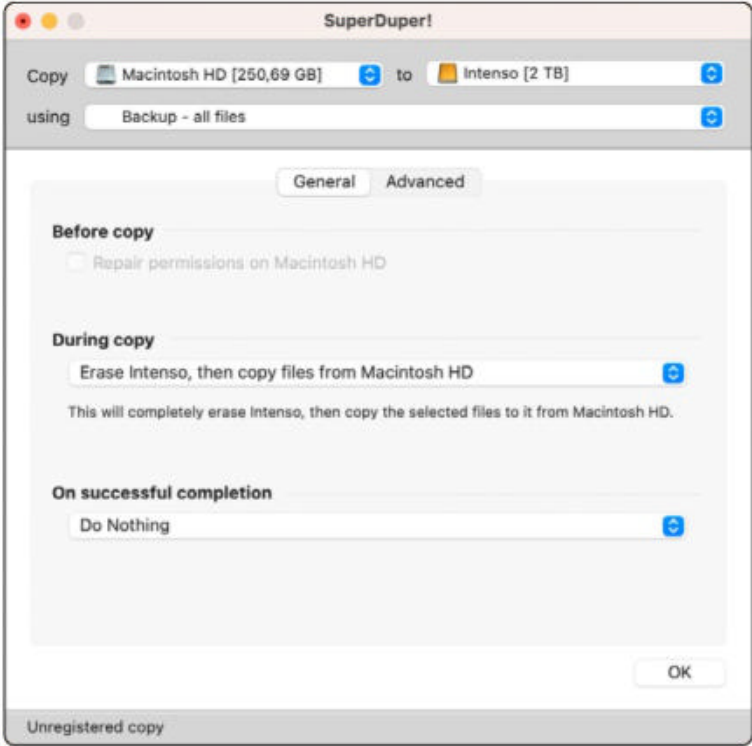 SuperDuper!
Copy Macintosh HD [250,69 GB] to Intenso [2 TB]
using Backup - all files
General Advanced
Before copy
Repair permissions on Macintosh HD
During copy
Erase Intenso, then copy files from Macintosh HD
This will completely erase Intenso, then copy the selected files to it from Macintosh HD.
On successful completion
Do Nothing
OK
Unregistered copy